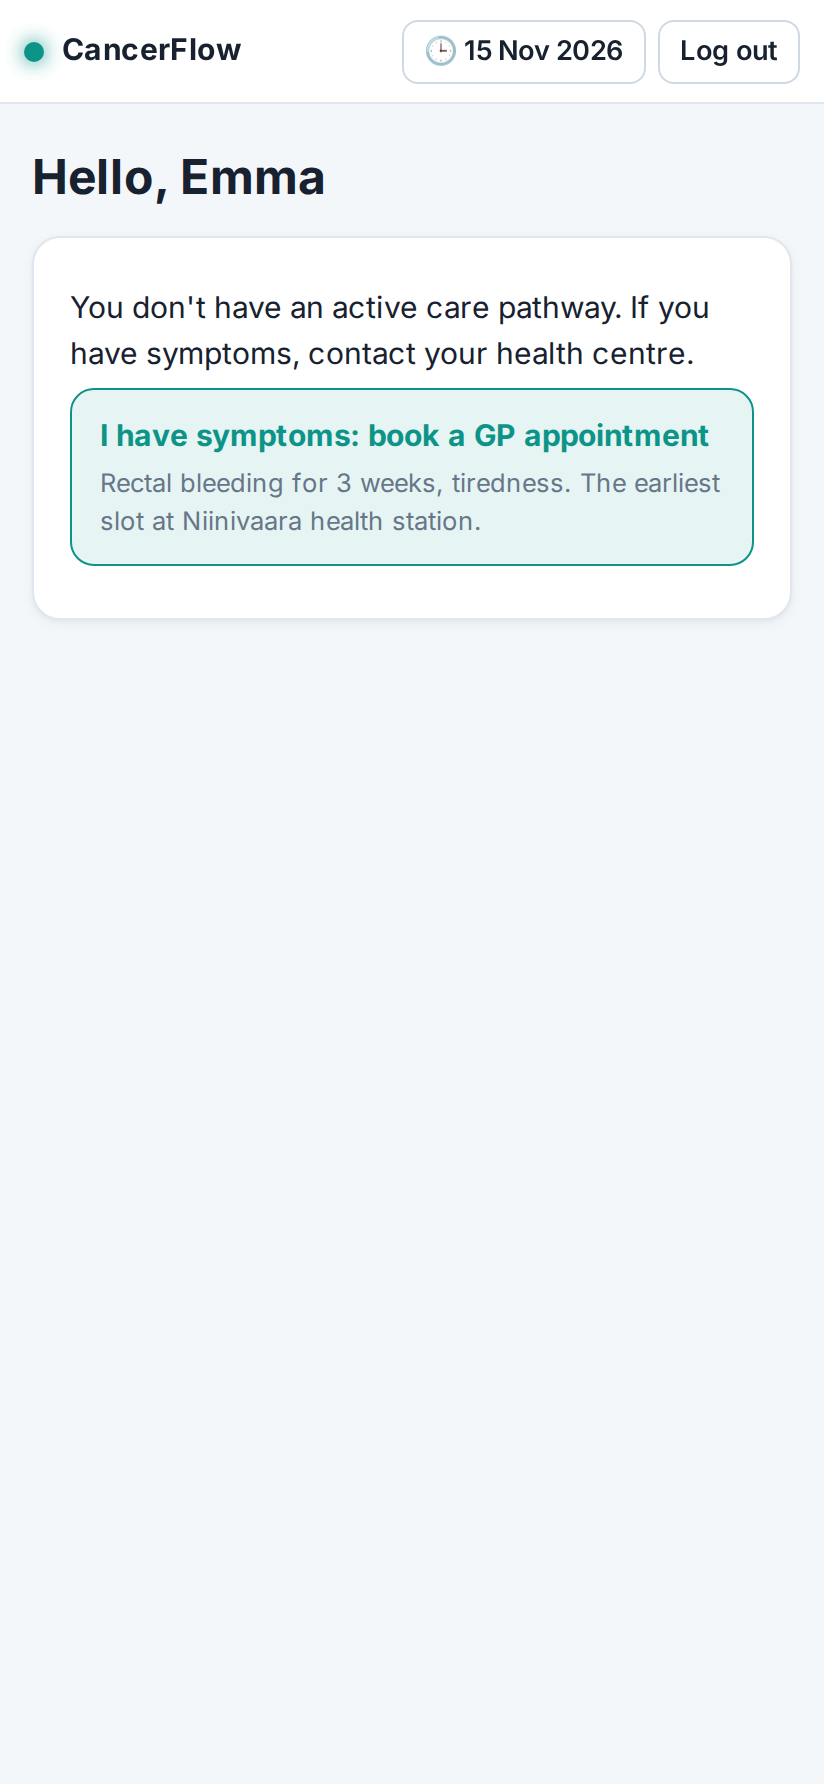 CancerFlow
🕒 15 Nov 2026
Log out
Hello, Emma
You don't have an active care pathway. If you
have symptoms, contact your health centre.
I have symptoms: book a GP appointment
Rectal bleeding for 3 weeks, tiredness. The earliest
slot at Niinivaara health station.